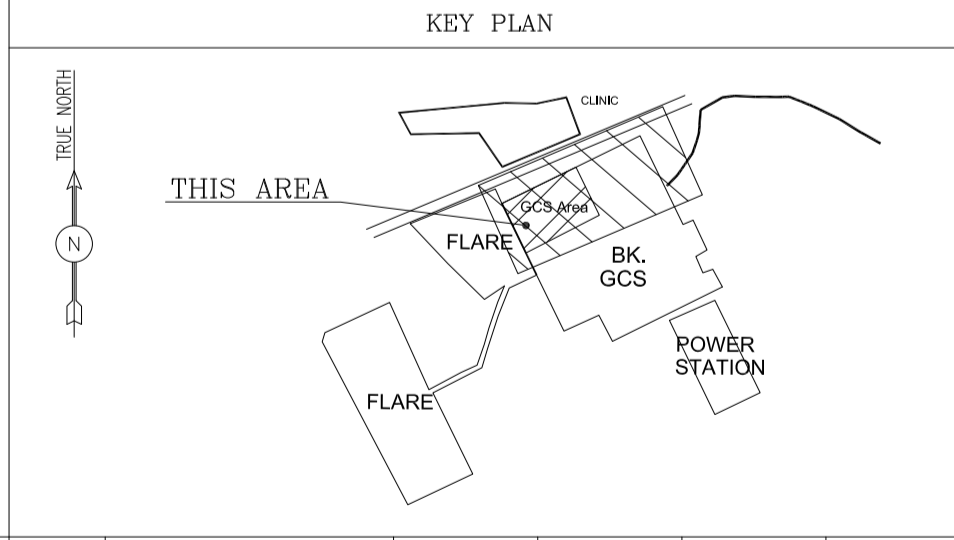 KEY PLAN
TRUE NORTH
N
CLINIC
THIS AREA
GCS Area
FLARE
BK.
GCS
POWER
STATION
FLARE